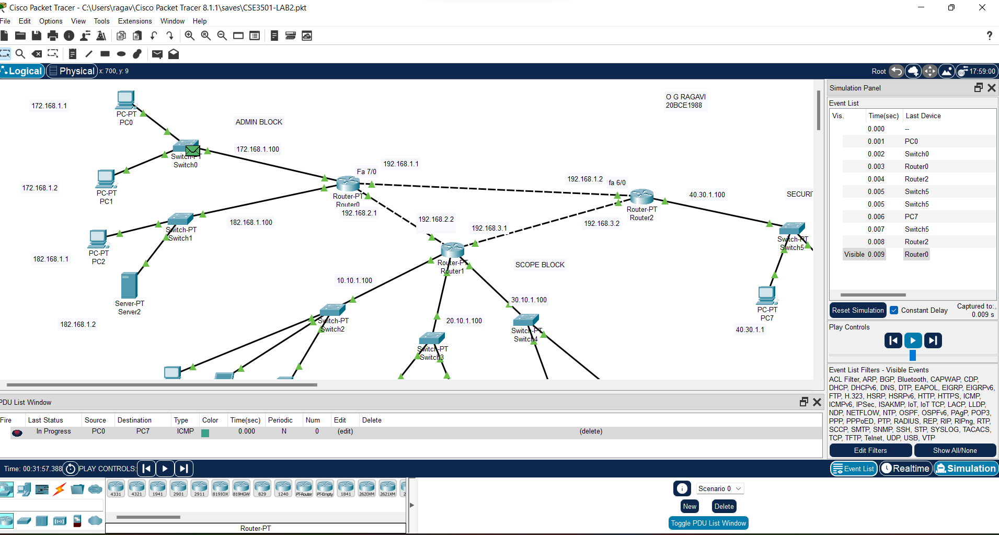 Cisco Packet Tracer - C:\Users\ragav\Cisco Packet Tracer 8.1.1\saves\CSE3501-LAB2.pkt
File Edit Options View Tools Extensions Window Help
?
Logical Physical x: 700, y: 9 Root 17:59:00
172.168.1.1
PC-PT
PC0
ADMIN BLOCK
O G RAGAVI
20BCE1988
Switch-PT
Switch0
172.168.1.100
172.168.1.2
PC-PT
PC1
Fa 7/0
192.168.1.1
Router-PT
Router0
192.168.2.1
192.168.1.2
fa 6/0
Router-PT
Router2
40.30.1.100
SECURI
192.168.3.2
182.168.1.100
192.168.2.2
192.168.3.1
Switch-PT
Switch1
PC-PT
PC2
182.168.1.1
Router-PT
Router1
SCOPE BLOCK
Switch-PT
Switch5
10.10.1.100
30.10.1.100
20.10.1.100
Server-PT
Server2
182.168.1.2
Switch-PT
Switch2
Switch-PT
Switch3
Switch-PT
Switch4
PC-PT
PC7
40.30.1.1
Simulation Panel
Event List
Vis. Time(sec) Last Device
0.000 --
0.001 PC0
0.002 Switch0
0.003 Router0
0.004 Router2
0.005 Switch5
0.005 Switch5
0.006 PC7
0.007 Switch5
0.008 Router2
Visible 0.009 Router0
Reset Simulation Constant Delay Captured to:
0.009 s
Play Controls
Event List Filters - Visible Events
ACL Filter, ARP, BGP, Bluetooth, CAPWAP, CDP,
DHCP, DHCPv6, DNS, DTP, EAPOL, EIGRP, EIGRPv6,
FTP, H.323, HSRP, HSRPv6, HTTP, HTTPS, ICMP,
ICMPv6, IPSec, ISAKMP, IoT, IoT TCP, LACP, LLDP,
NDP, NETFLOW, NTP, OSPF, OSPFv6, PAgP, POP3,
PPP, PPPoED, PTP, RADIUS, REP, RIP, RIPng, RTP,
SCCP, SMTP, SNMP, SSH, STP, SYSLOG, TACACS,
TCP, TFTP, Telnet, UDP, USB, VTP
Edit Filters Show All/None
PDU List Window
Fire Last Status Source Destination Type Color Time(sec) Periodic Num Edit Delete
In Progress PC0 PC7 ICMP 0.000 N 0 (edit) (delete)
Time: 00:31:57.388 PLAY CONTROLS: Event List Realtime Simulation
4331 4321 1941 2901 2911 819IOX 819HGW 829 1240 PT-Router PT-Empty 1841 2620XM 2621XM 2
Router-PT
Scenario 0
New Delete
Toggle PDU List Window